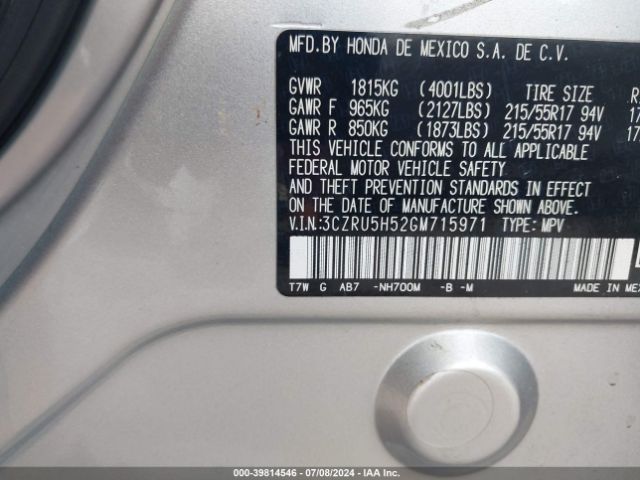 MFD.BY HONDA DE MEXICO S.A. DE C.V.
GVWR 1815KG (4001LBS) TIRE SIZE
GAWR F 965KG (2127LBS) 215/55R17 94V
GAWR R 850KG (1873LBS) 215/55R17 94V
THIS VEHICLE CONFORMS TO ALL APPLICABLE
FEDERAL MOTOR VEHICLE SAFETY
AND THEFT PREVENTION STANDARDS IN EFFECT
ON THE DATE OF MANUFACTURE SHOWN ABOVE.
V.I.N:3CZRU5H52GM715971 TYPE: MPV
T7W G AB7 -NH700M -B -M MADE IN
000-39814546 - 07/08/2024 - IAA Inc.